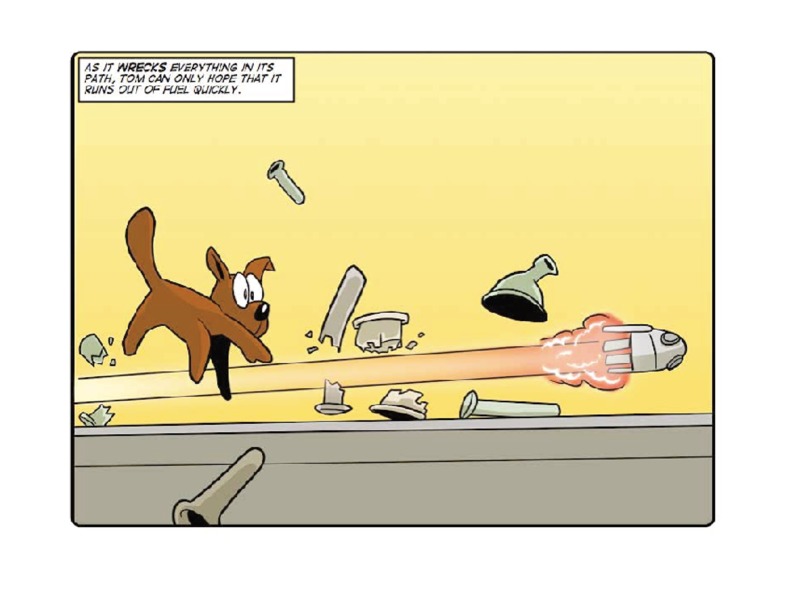 AS IT WRECKS EVERYTHING IN ITS
PATH, TOM CAN ONLY HOPE THAT IT
RUNS OUT OF FUEL QUICKLY.